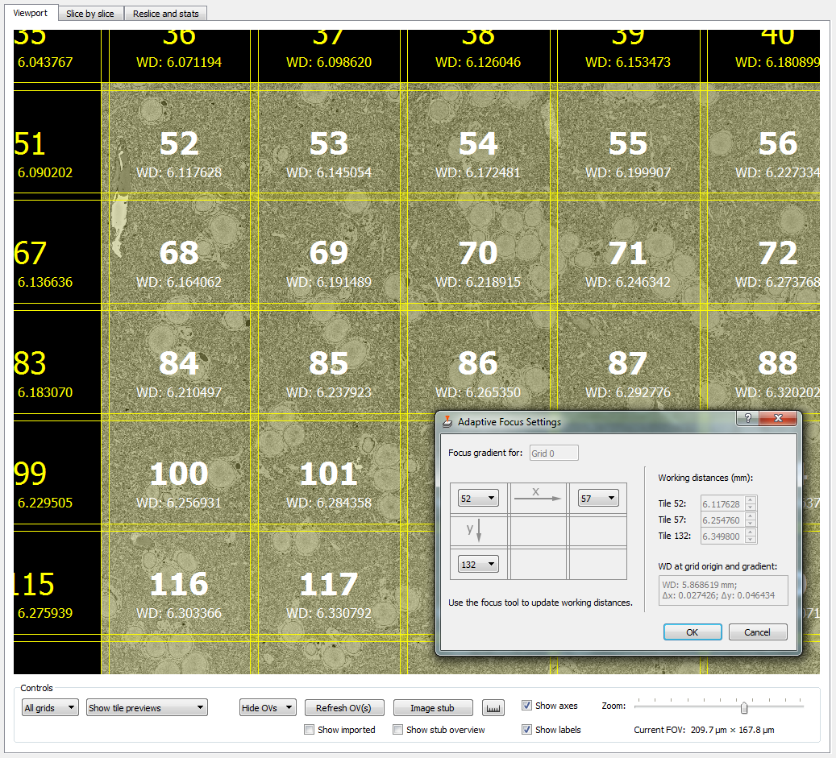 Viewport Slice by slice Reslice and stats
35 36 37 38 39 40
6.043767 WD: 6.071194 WD: 6.098620 WD: 6.126046 WD: 6.153473 WD: 6.180899
51 52 53 54 55 56
6.090202 WD: 6.117628 WD: 6.145054 WD: 6.172481 WD: 6.199907 WD: 6.227334
67 68 69 70 71 72
6.136636 WD: 6.164062 WD: 6.191489 WD: 6.218915 WD: 6.246342 WD: 6.273768
83 84 85 86 87 88
6.183070 WD: 6.210497 WD: 6.237923 WD: 6.265350 WD: 6.292776 WD: 6.320202
99 100 101
6.229505 WD: 6.256931 WD: 6.284358
115 116 117
6.275939 WD: 6.303366 WD: 6.330792
Adaptive Focus Settings ?
Focus gradient for: Grid 0
52 x 57
y
132
Use the focus tool to update working distances.
Working distances (mm):
Tile 52: 6.117628
Tile 57: 6.254760
Tile 132: 6.349800
WD at grid origin and gradient:
WD: 5.868619 mm;
Δx: 0.027426; Δy: 0.046434
OK Cancel
Controls
All grids Show tile previews Hide OVs Refresh OV(s) Image stub Show axes Zoom:
Show imported Show stub overview Show labels Current FOV: 209.7 µm × 167.8 µm